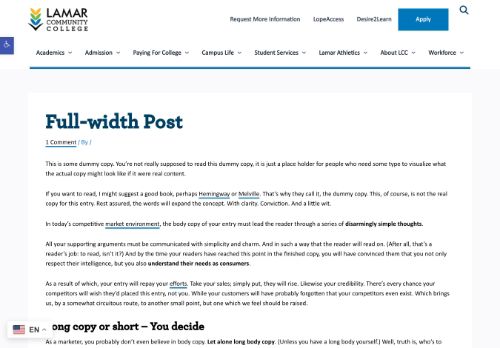 LAMAR
COMMUNITY
COLLEGE
Request More Information LopeAccess Desire2Learn Apply
Academics Admission Paying For College Campus Life Student Services Lamar Athletics About LCC Workforce
Full-width Post
1 Comment / By /
This is some dummy copy. You're not really supposed to read this dummy copy, it is just a place holder for people who need some type to visualize what
the actual copy might look like if it were real content.
If you want to read, I might suggest a good book, perhaps Hemingway or Melville. That's why they call it, the dummy copy. This, of course, is not the real
copy for this entry. Rest assured, the words will expand the concept. With clarity. Conviction. And a little wit.
In today's competitive market environment, the body copy of your entry must lead the reader through a series of disarmingly simple thoughts.
All your supporting arguments must be communicated with simplicity and charm. And in such a way that the reader will read on. (After all, that's a
reader's job: to read, isn't it?) And by the time your readers have reached this point in the finished copy, you will have convinced them that you not only
respect their intelligence, but you also understand their needs as consumers.
As a result of which, your entry will repay your efforts. Take your sales; simply put, they will rise. Likewise your credibility. There's every chance your
competitors will wish they'd placed this entry, not you. While your customers will have probably forgotten that your competitors even exist. Which brings
us, by a somewhat circuitous route, to another small point, but one which we feel should be raised.
EN
ong copy or short – You decide
As a marketer, you probably don't even believe in body copy. Let alone long body copy. (Unless you have a long body yourself.) Well, truth is, who's to